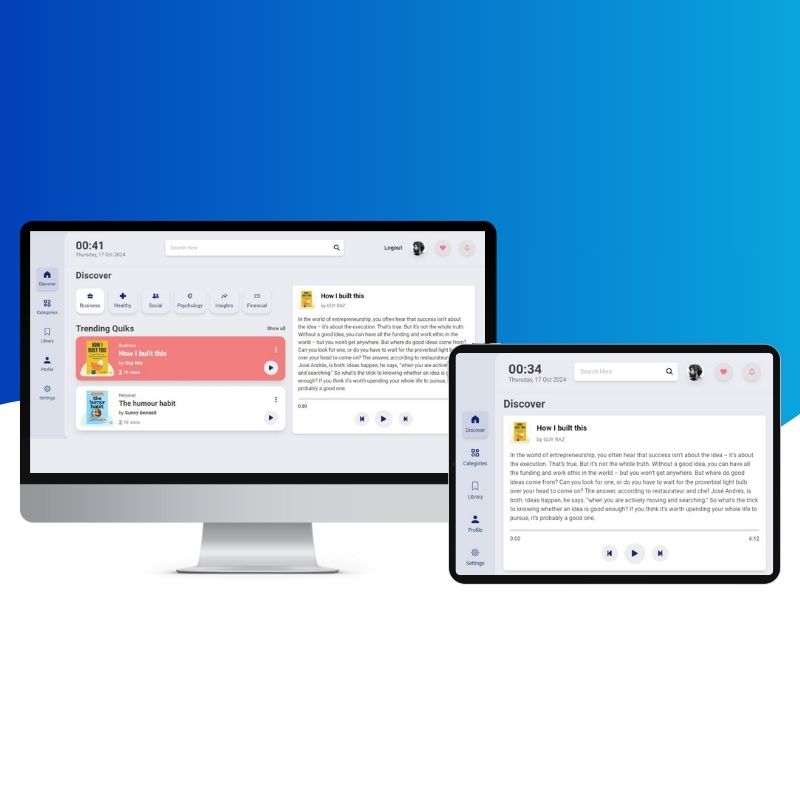 00:41
Thursday, 17 Oct 2024
Search Here
Logout
Discover
Discover
Categories
Library
Profile
Settings
Business
Healthy
Social
Psychology
Insights
Financial
Trending Quiks
Show all
HOW I
BUILT THIS
Business
How I built this
by Guy Raz
16 mins
the
humor
habit
Personal
The humour habit
by Sunny Bennell
How I built this
by GUY RAZ
In the world of entrepreneurship, you often hear that success isn't about
the idea – it's about the execution. That's true. But it's not the whole truth.
Without a good idea, you can have all the funding and work ethic in the
world – but you won't get anywhere. But where do good ideas come from?
Can you look for one, or do you have to wait for the proverbial light bulb
over your head to come on? The answer, according to restaurateur
José Andrés, is both: Ideas happen, he says, "when you are actively
and searching." So what's the trick to knowing whether an idea is
enough? If you think it's worth upending your whole life to pursue,
probably a good one.
0:00
00:34
Thursday, 17 Oct 2024
Search Here
Discover
Discover
Categories
Library
Profile
Settings
How I built this
by GUY RAZ
In the world of entrepreneurship, you often hear that success isn't about the idea – it's about
the execution. That's true. But it's not the whole truth. Without a good idea, you can have all
the funding and work ethic in the world – but you won't get anywhere. But where do good
ideas come from? Can you look for one, or do you have to wait for the proverbial light bulb
over your head to come on? The answer, according to restaurateur and chef José Andrés, is
both: Ideas happen, he says, "when you are actively moving and searching." So what's the trick
to knowing whether an idea is good enough? If you think it's worth upending your whole life to
pursue, it's probably a good one.
0:00
6:12